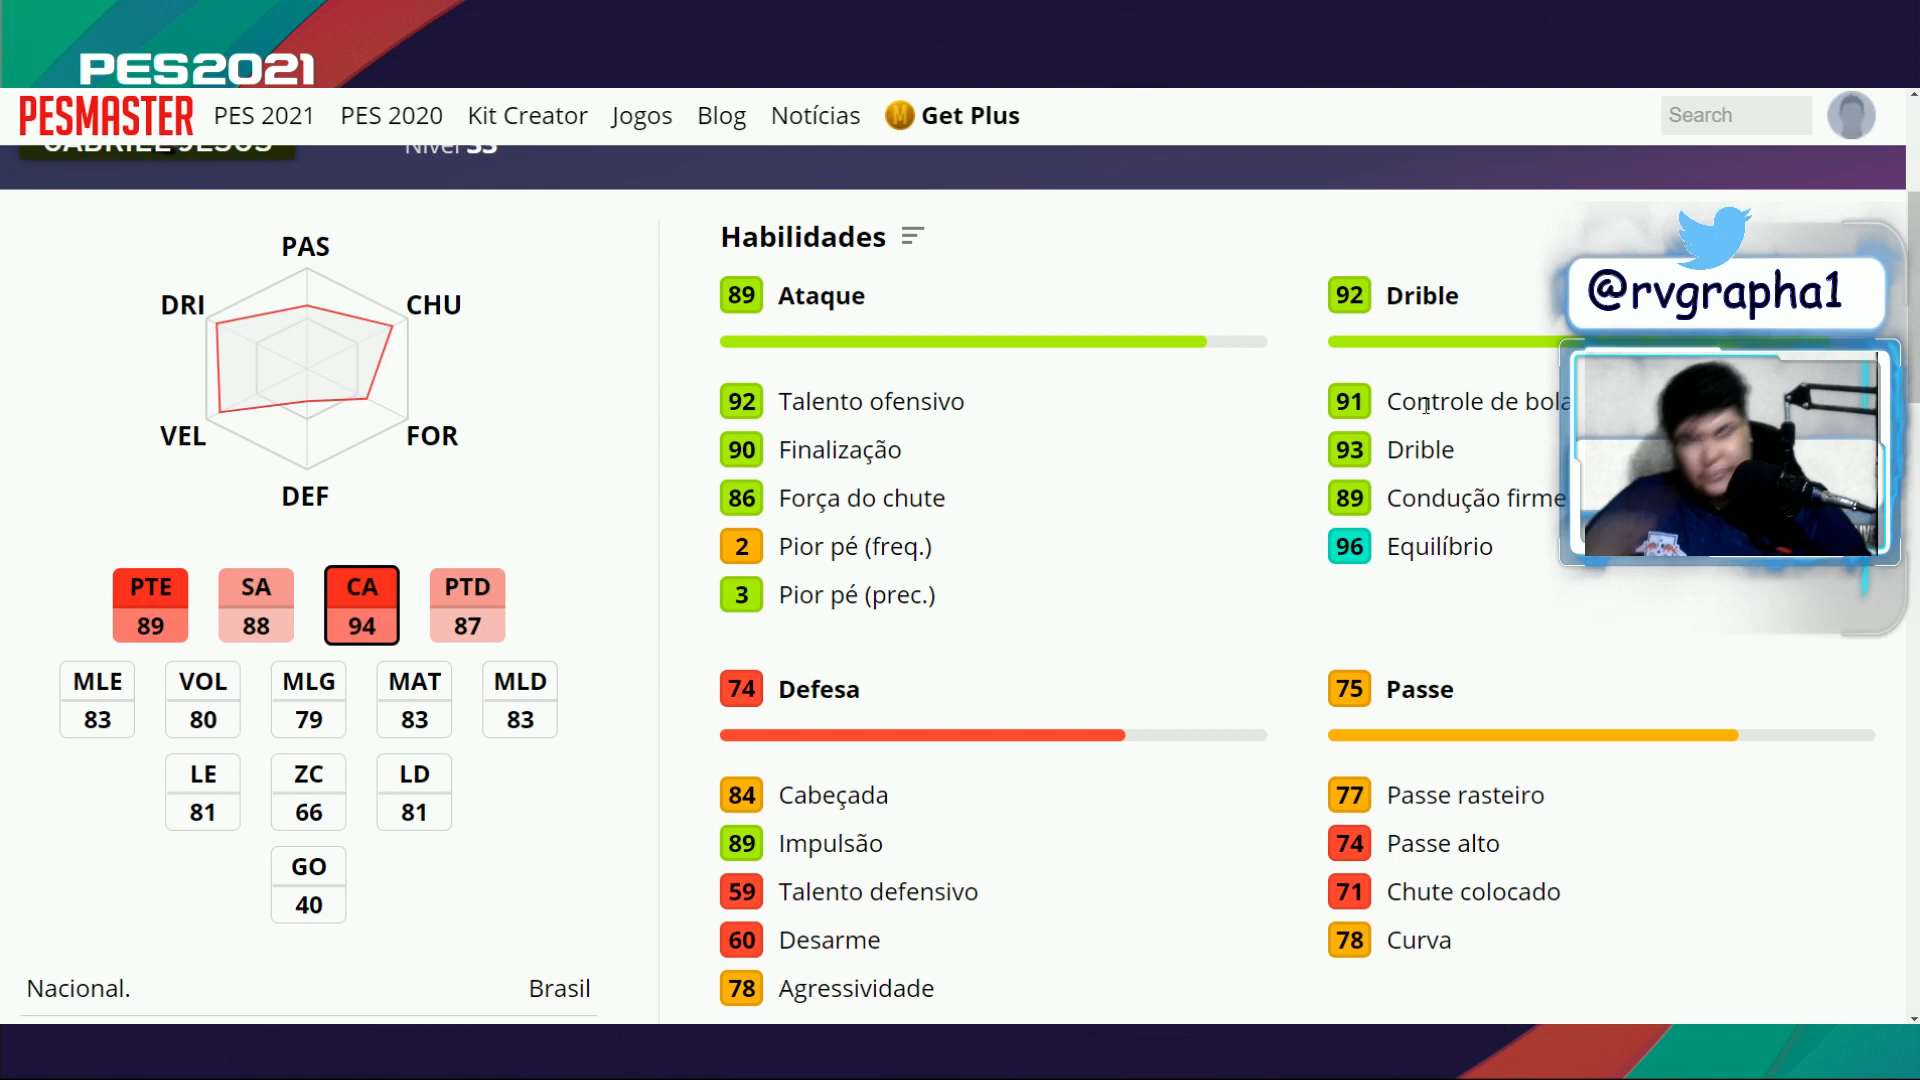 PES2021
PESMASTER PES 2021 PES 2020 Kit Creator Jogos Blog Notícias M Get Plus Search
GABRIEL JESUS Nível 33
PAS
DRI CHU
VEL FOR
DEF
PTE SA CA PTD
89 88 94 87
MLE VOL MLG MAT MLD
83 80 79 83 83
LE ZC LD
81 66 81
GO
40
Nacional. Brasil
Habilidades
89 Ataque
92 Talento ofensivo
90 Finalização
86 Força do chute
2 Pior pé (freq.)
3 Pior pé (prec.)
92 Drible
91 Controle de bola
93 Drible
89 Condução firme
96 Equilíbrio
@rvgrapha1
74 Defesa
84 Cabeçada
89 Impulsão
59 Talento defensivo
60 Desarme
78 Agressividade
75 Passe
77 Passe rasteiro
74 Passe alto
71 Chute colocado
78 Curva